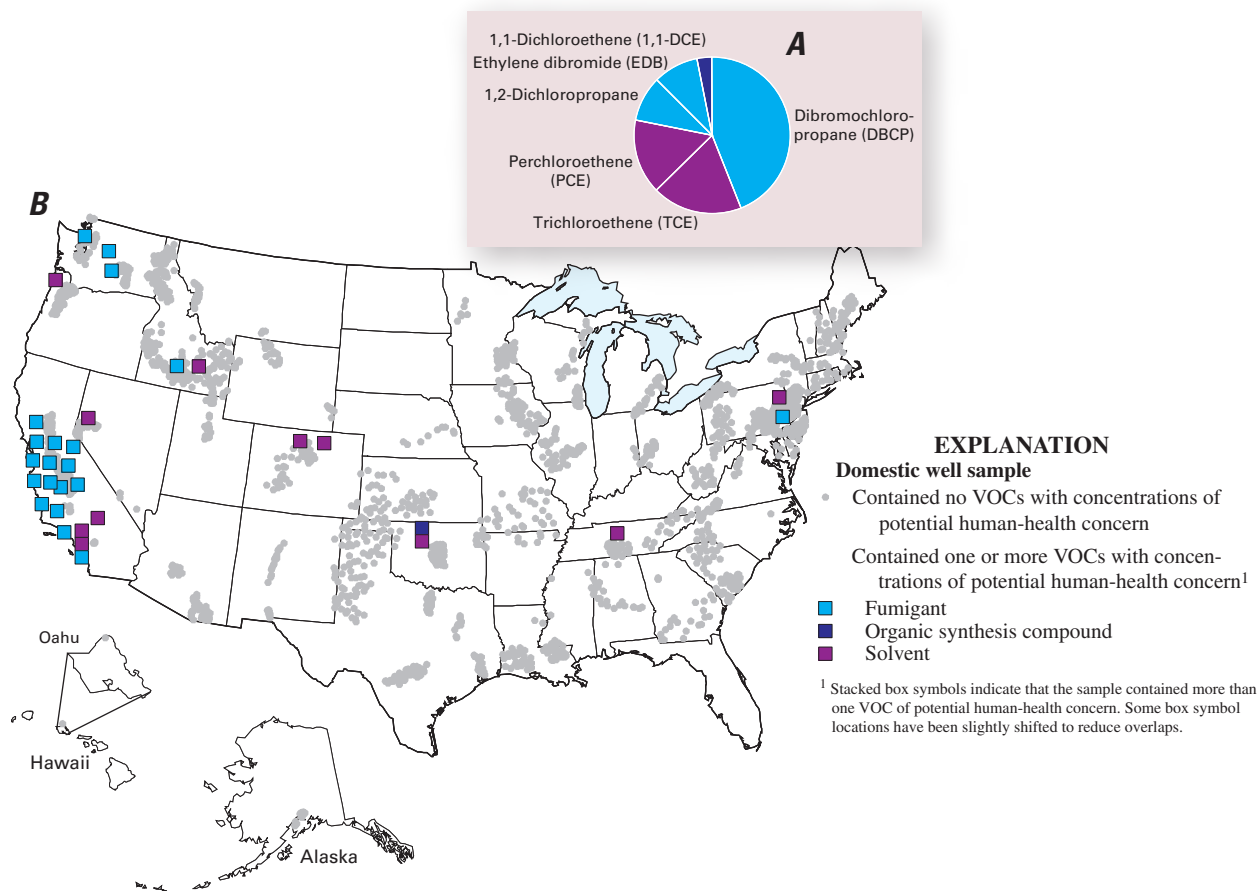 A
1,1-Dichloroethene (1,1-DCE)
Ethylene dibromide (EDB)
1,2-Dichloropropane
Dibromochloro-
propane (DBCP)
Perchloroethene
(PCE)
Trichloroethene (TCE)
B
EXPLANATION
Domestic well sample
Contained no VOCs with concentrations of
potential human-health concern
Contained one or more VOCs with concen-
trations of potential human-health concern1
Fumigant
Organic synthesis compound
Solvent
1 Stacked box symbols indicate that the sample contained more than
one VOC of potential human-health concern. Some box symbol
locations have been slightly shifted to reduce overlaps.
Oahu
Hawaii
Alaska